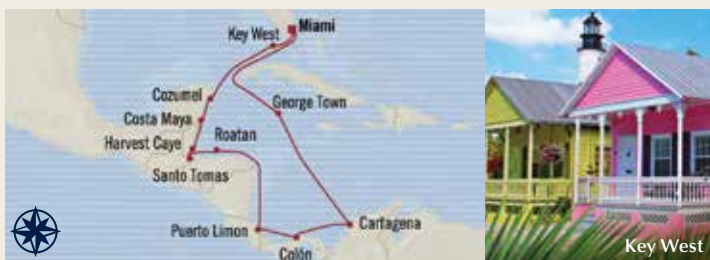 Miami
Key West
Cozumel
George Town
Costa Maya
Harvest Caye
Roatan
Santo Tomas
Puerto Limon
Cartagena
Colón
Key West